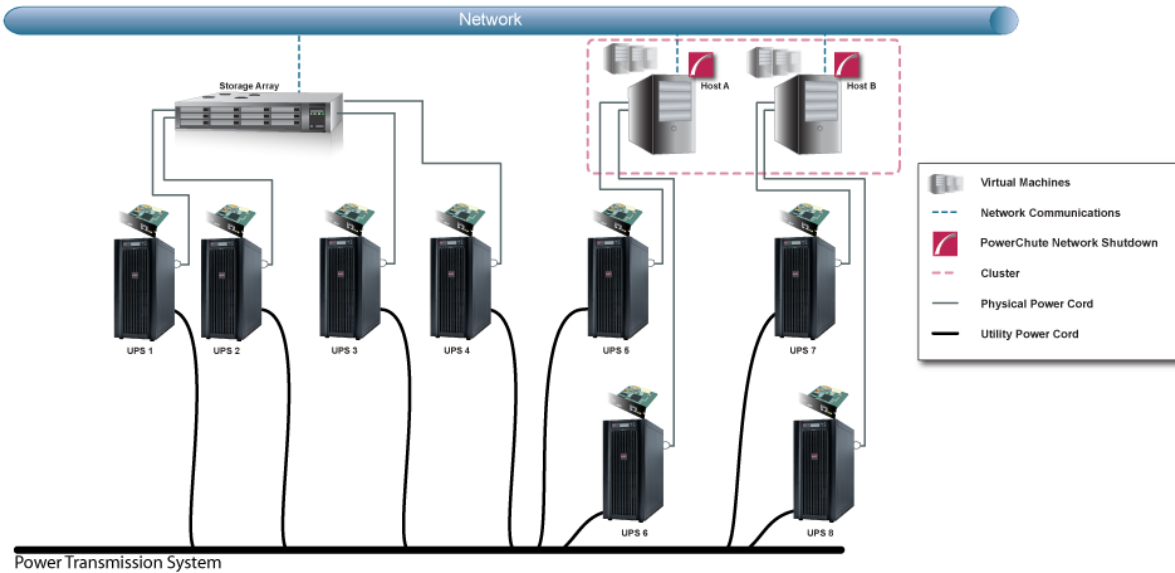 Network
Storage Array
Host A
Host B
Virtual Machines
Network Communications
PowerChute Network Shutdown
Cluster
Physical Power Cord
Utility Power Cord
UPS 1
UPS 2
UPS 3
UPS 4
UPS 5
UPS 7
UPS 6
UPS 8
Power Transmission System